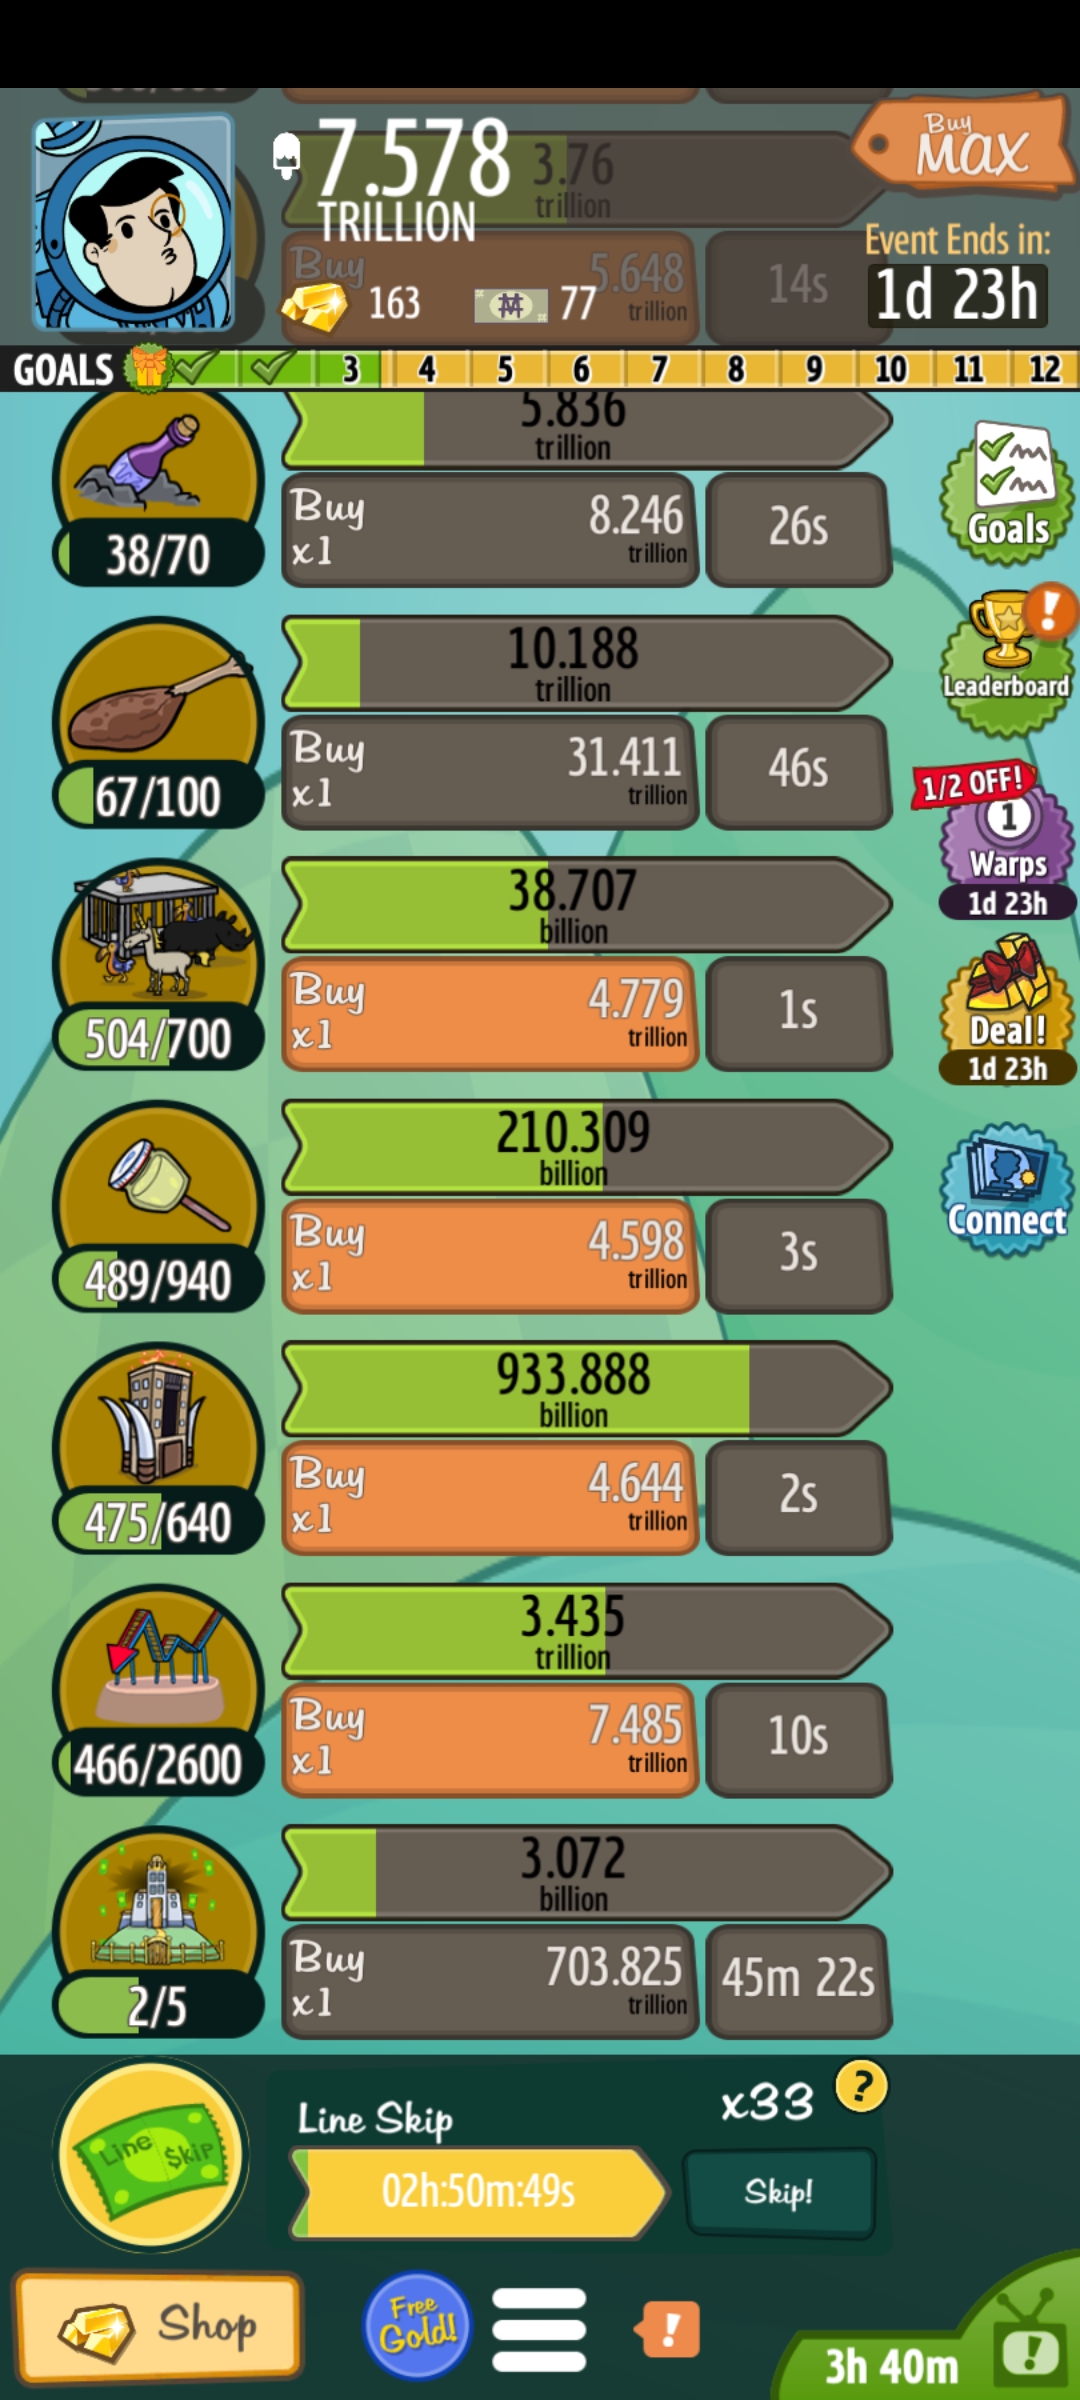 Buy
MAX
7.578
TRILLION
3.76
trillion
Buy
5.648
trillion
14s
163
77
Event Ends in:
1d 23h
GOALS 3 4 5 6 7 8 9 10 11 12
5.836
trillion
Buy
x1
8.246
trillion
26s
38/70
Goals
10.188
trillion
Buy
x1
31.411
trillion
46s
67/100
Leaderboard
1/2 OFF!
1
Warps
1d 23h
38.707
billion
Buy
x1
4.779
trillion
1s
504/700
Deal!
1d 23h
210.309
billion
Buy
x1
4.598
trillion
3s
489/940
Connect
933.888
billion
Buy
x1
4.644
trillion
2s
475/640
3.435
trillion
Buy
x1
7.485
trillion
10s
466/2600
3.072
billion
Buy
x1
703.825
trillion
45m 22s
2/5
Line $kip
Line Skip
x33
?
02h:50m:49s
Skip!
Shop
Free
Gold!
!
3h 40m
!